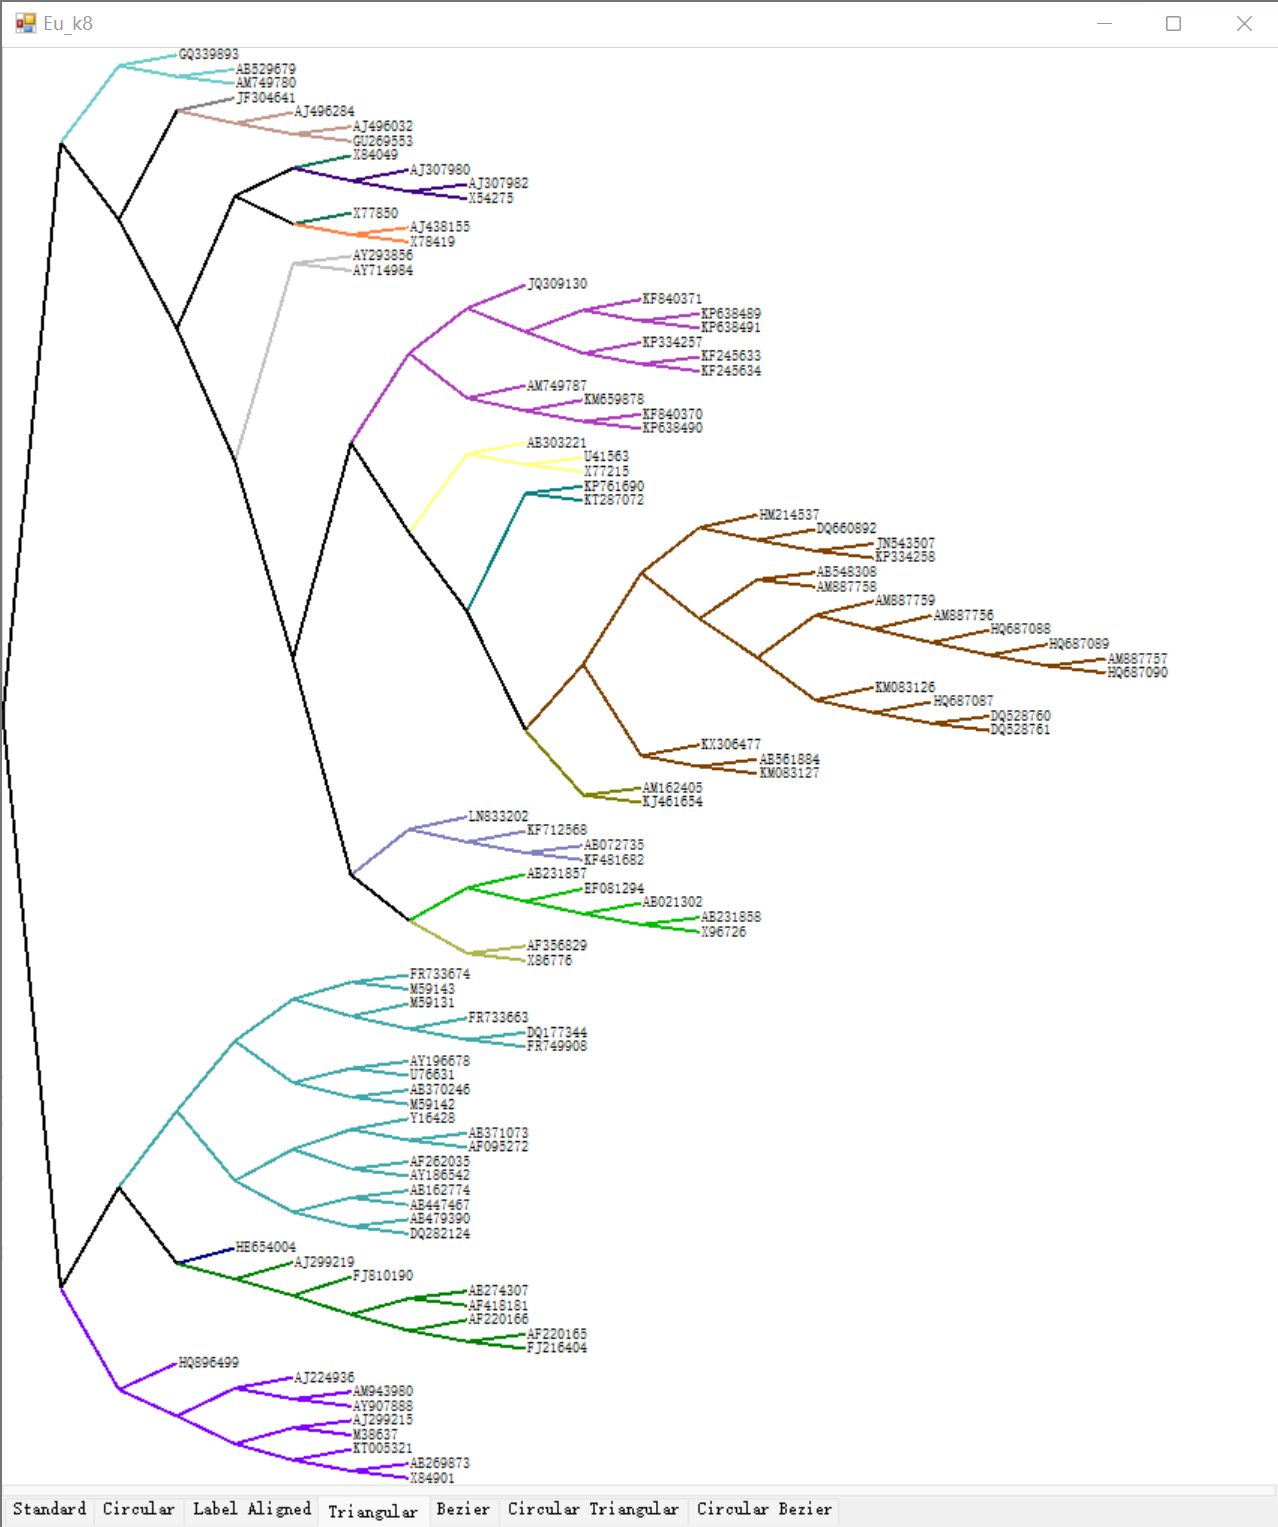 Eu_k8
GQ339893
AB529679
AM749780
JF304641
AJ496284
AJ496032
GU269553
X84049
AJ307980
AJ307982
X54275
X77850
AJ438155
X78419
AY293856
AY714984
JQ309130
KF840371
KP638489
KP638491
KP334257
KF245633
KF245634
AM749787
KM659878
KF840370
KP638490
AB303221
U41563
X77215
KP761690
KT287072
HM214537
DQ660892
JN543507
KP334258
AB548308
AM887758
AM887759
AM887756
HQ687088
HQ687089
AM887757
HQ687090
KM083126
HQ687087
DQ528760
DQ528761
KX306477
AB561884
KM083127
AM162405
KJ461654
LN833202
KF712568
AB072735
KF481682
AB231857
EF081294
AB021302
AB231858
X96726
AF356829
X86776
FR733674
M59143
M59131
FR733663
DQ177344
FR749908
AY196678
U76631
AB370246
M59142
Y16428
AB371073
AF095272
AF262035
AY186542
AB162774
AB447467
AB479390
DQ282124
HE654004
AJ299219
FJ810190
AB274307
AF418181
AF220166
AF220165
FJ216404
HQ896499
AJ224936
AM943980
AY907888
AJ299215
M38637
KT005321
AB269873
X84901
Standard Circular Label Aligned Triangular Bezier Circular Triangular Circular Bezier